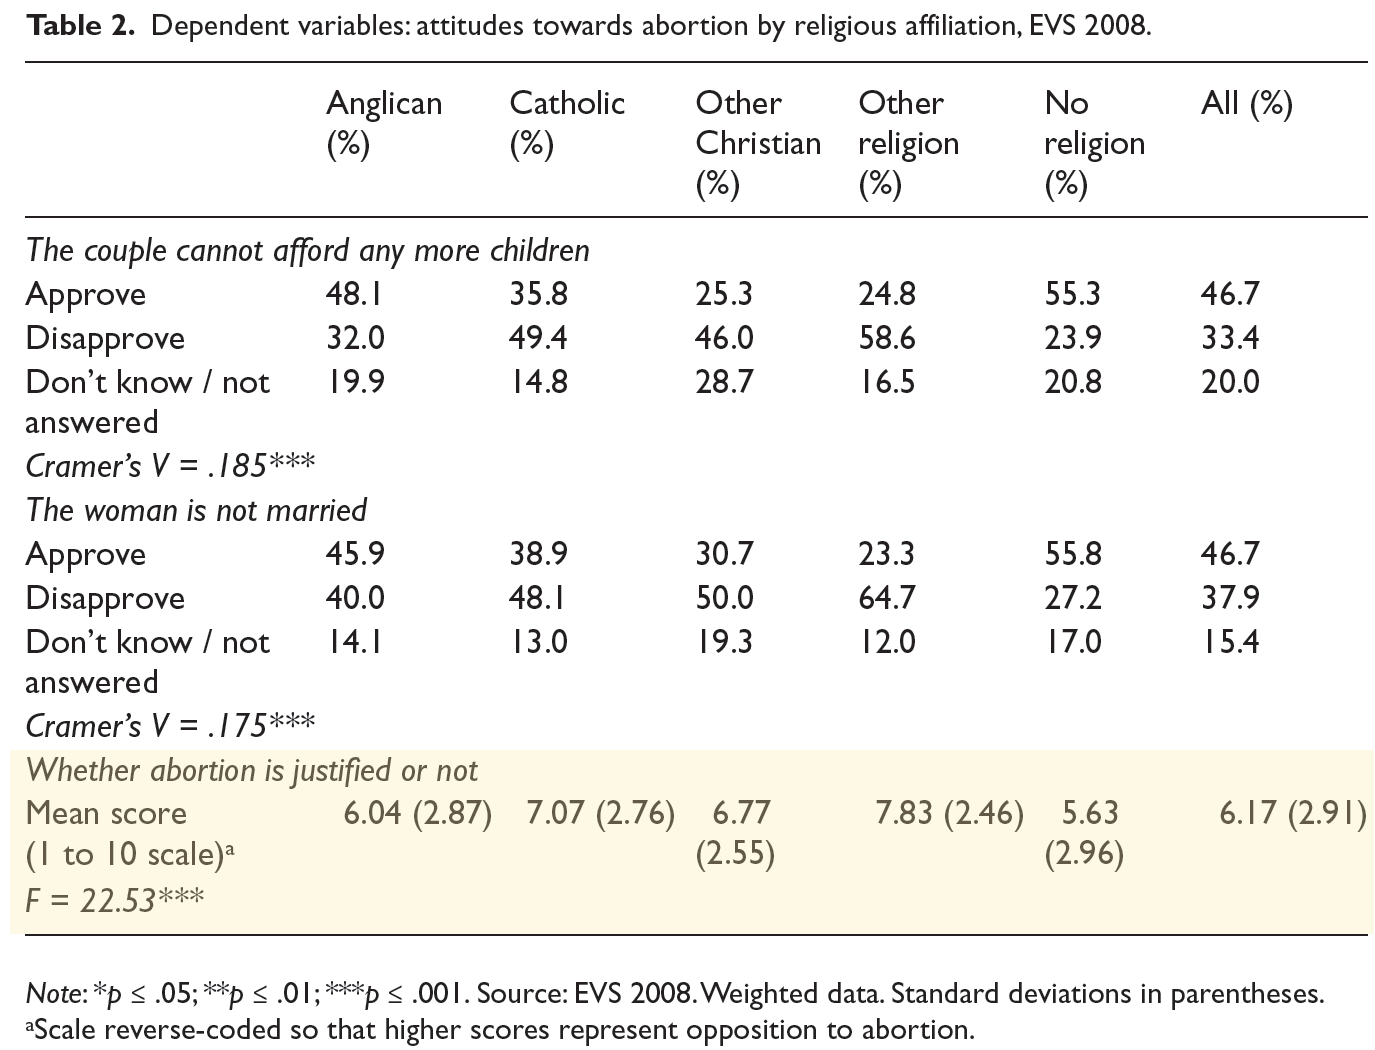 Table 2. Dependent variables: attitudes towards abortion by religious affiliation, EVS 2008.
Anglican (%) Catholic (%) Other Christian (%) Other religion (%) No religion (%) All (%)
The couple cannot afford any more children
Approve 48.1 35.8 25.3 24.8 55.3 46.7
Disapprove 32.0 49.4 46.0 58.6 23.9 33.4
Don't know / not answered 19.9 14.8 28.7 16.5 20.8 20.0
Cramer's V = .185***
The woman is not married
Approve 45.9 38.9 30.7 23.3 55.8 46.7
Disapprove 40.0 48.1 50.0 64.7 27.2 37.9
Don't know / not answered 14.1 13.0 19.3 12.0 17.0 15.4
Cramer's V = .175***
Whether abortion is justified or not
Mean score (1 to 10 scale)ᵃ 6.04 (2.87) 7.07 (2.76) 6.77 (2.55) 7.83 (2.46) 5.63 (2.96) 6.17 (2.91)
F = 22.53***
Note: *p ≤ .05; **p ≤ .01; ***p ≤ .001. Source: EVS 2008. Weighted data. Standard deviations in parentheses.
ᵃScale reverse-coded so that higher scores represent opposition to abortion.